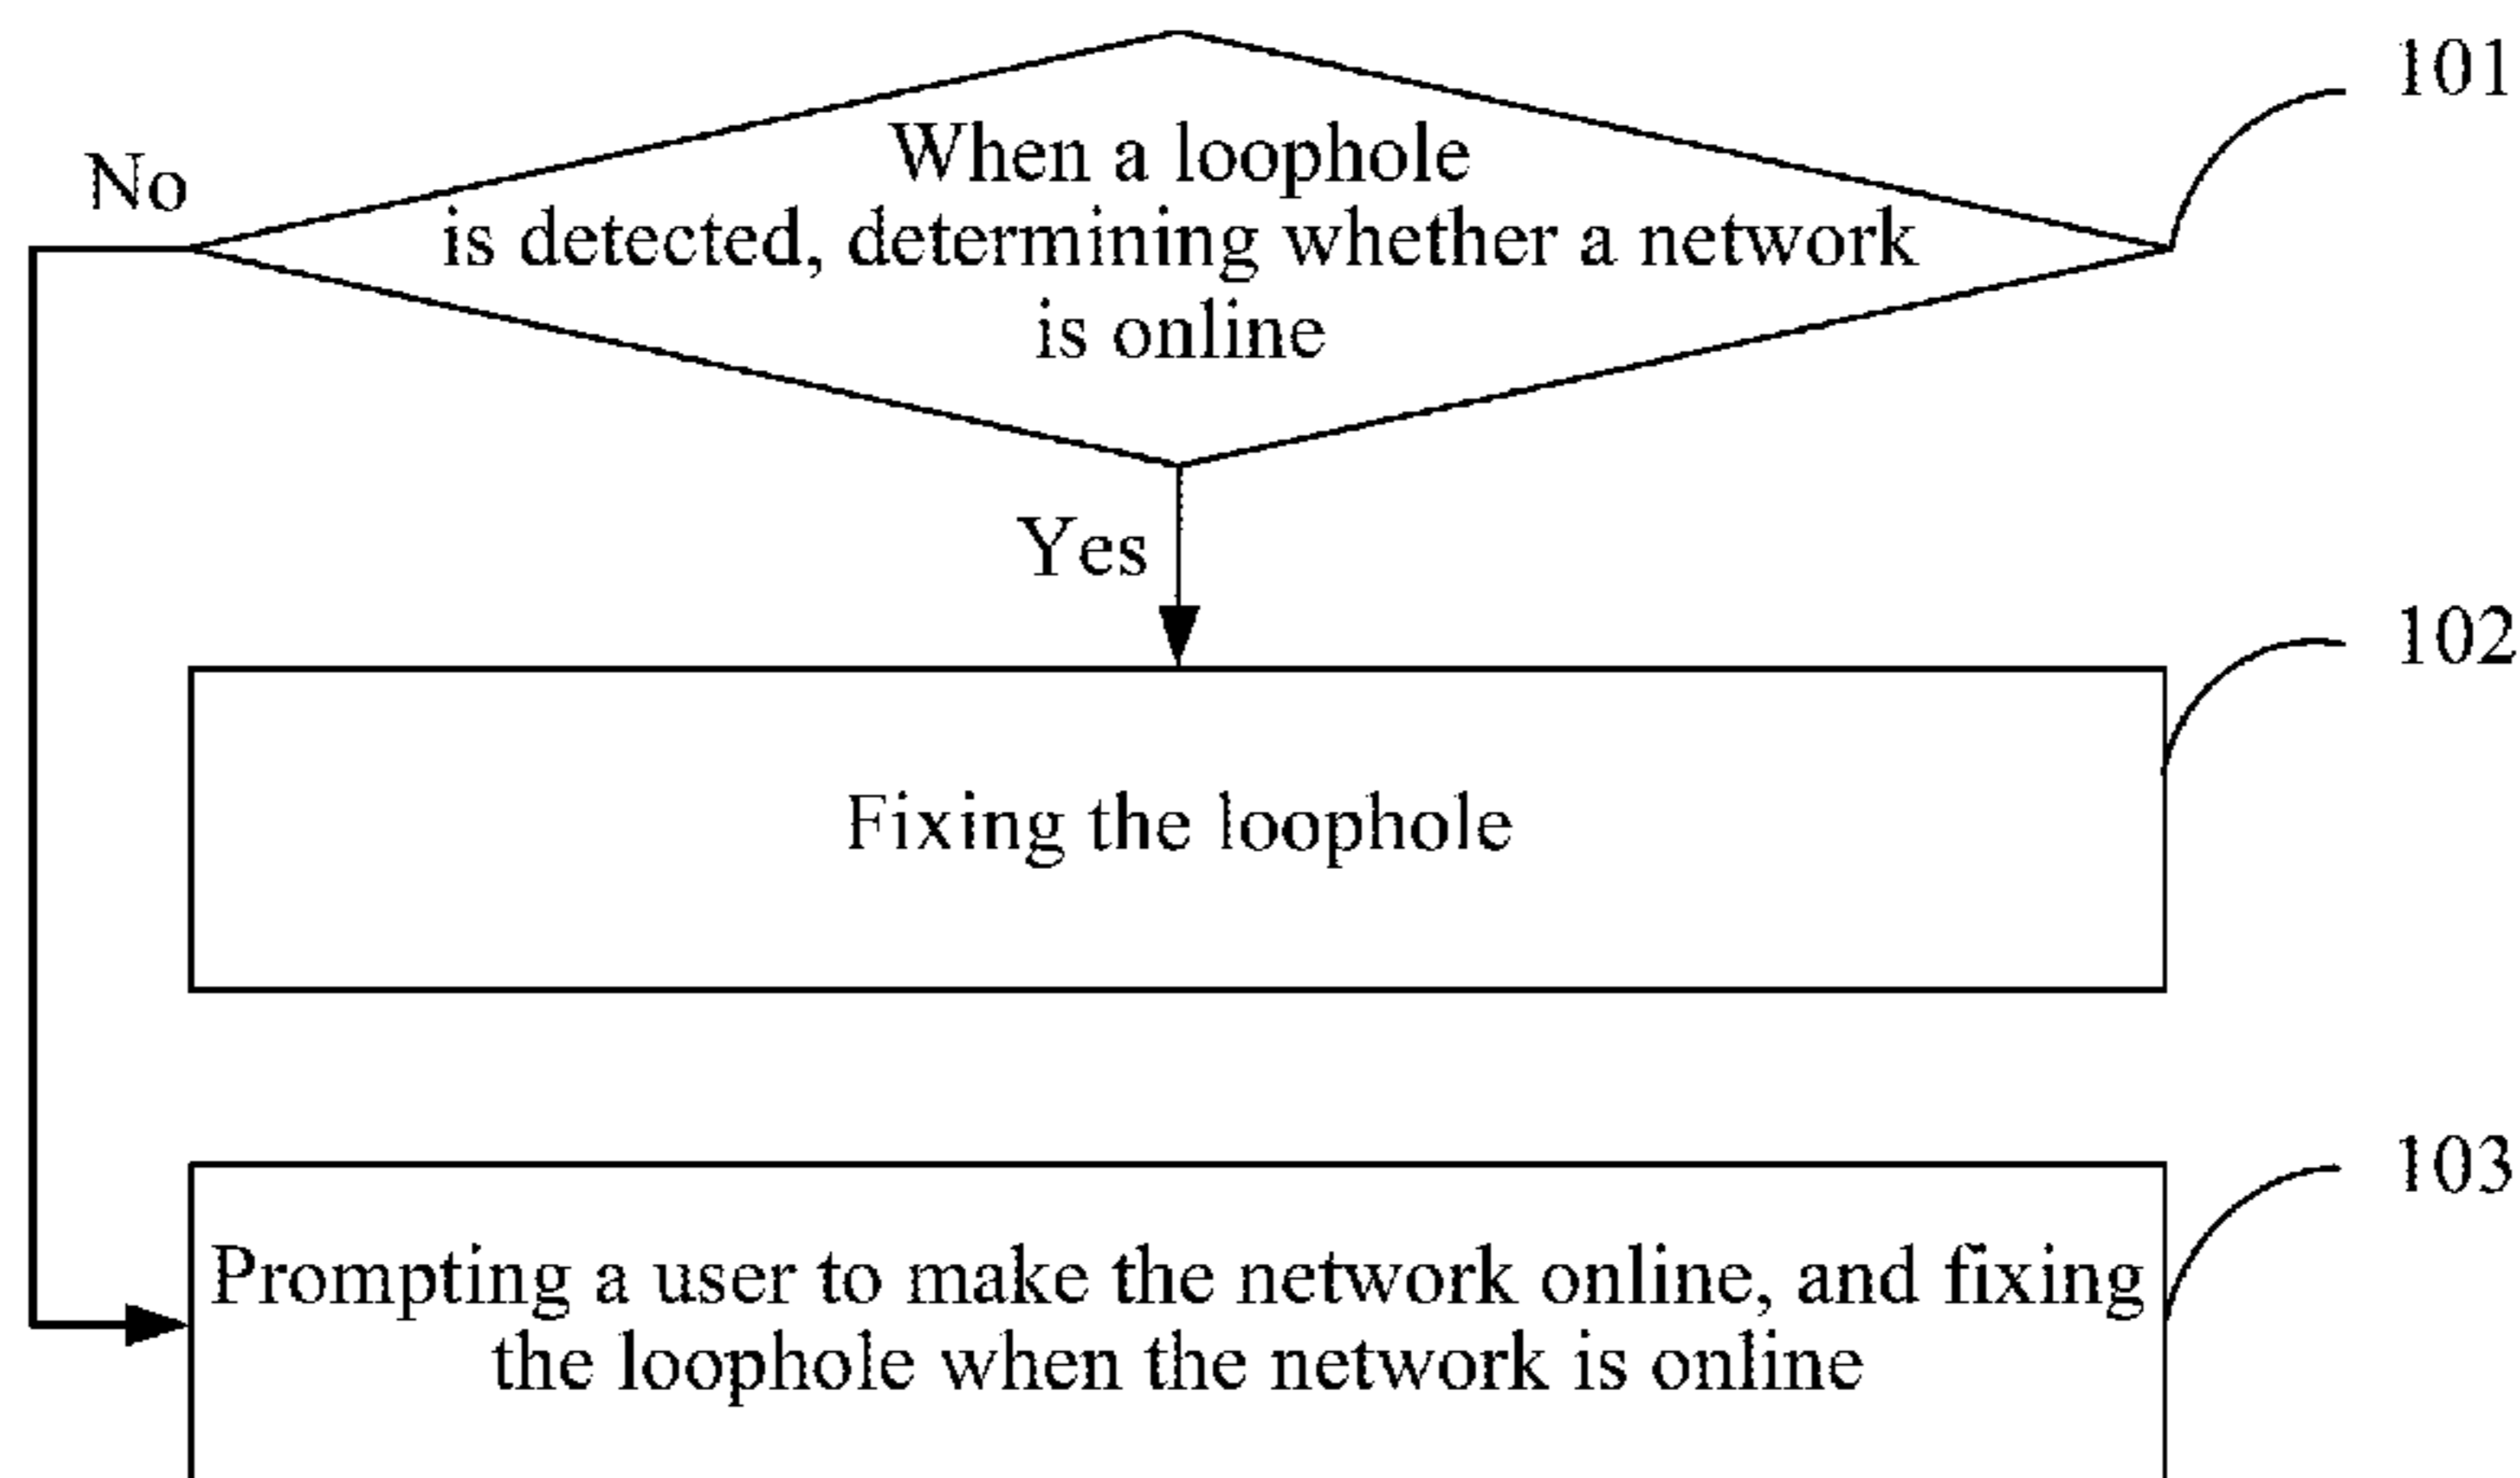 101
No
When a loophole
is detected, determining whether a network
is online
Yes
102
Fixing the loophole
103
Prompting a user to make the network online, and fixing
the loophole when the network is online